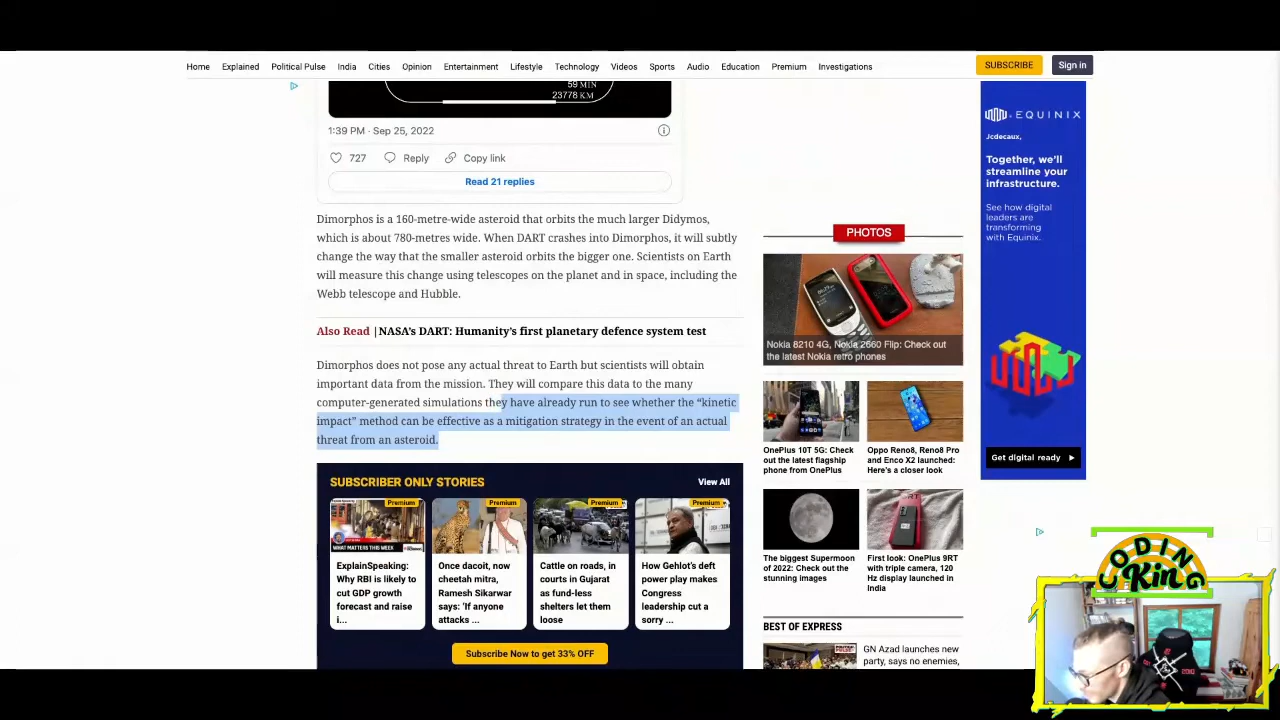 Home Explained Political Pulse India Cities Opinion Entertainment Lifestyle Technology Videos Sports Audio Education Premium Investigations
SUBSCRIBE Sign in
59 MIN
23778 KM
1:39 PM · Sep 25, 2022
727 Reply Copy link
Read 21 replies
Dimorphos is a 160-metre-wide asteroid that orbits the much larger Didymos,
which is about 780-metres wide. When DART crashes into Dimorphos, it will subtly
change the way that the smaller asteroid orbits the bigger one. Scientists on Earth
will measure this change using telescopes on the planet and in space, including the
Webb telescope and Hubble.
Also Read |NASA's DART: Humanity's first planetary defence system test
Dimorphos does not pose any actual threat to Earth but scientists will obtain
important data from the mission. They will compare this data to the many
computer-generated simulations they have already run to see whether the “kinetic
impact” method can be effective as a mitigation strategy in the event of an actual
threat from an asteroid.
SUBSCRIBER ONLY STORIES
View All
Premium
WHAT MATTERS THIS WEEK
ExplainSpeaking:
Why RBI is likely to
cut GDP growth
forecast and raise
i...
Premium
Once dacoit, now
cheetah mitra,
Ramesh Sikarwar
says: ‘If anyone
attacks ...
Premium
Cattle on roads, in
courts in Gujarat
as fund-less
shelters let them
loose
Premium
How Gehlot's deft
power play makes
Congress
leadership cut a
sorry ...
Subscribe Now to get 33% OFF
PHOTOS
Nokia 8210 4G, Nokia 2660 Flip: Check out
the latest Nokia retro phones
OnePlus 10T 5G: Check
out the latest flagship
phone from OnePlus
Oppo Reno8, Reno8 Pro
and Enco X2 launched:
Here's a closer look
The biggest Supermoon
of 2022: Check out the
stunning images
First look: OnePlus 9RT
with triple camera, 120
Hz display launched in
India
BEST OF EXPRESS
GN Azad launches new
party, says no enemies,
EQUINIX
Jcdecaux,
Together, we'll
streamline your
infrastructure.
See how digital
leaders are
transforming
with Equinix.
Get digital ready
CODING
KinG